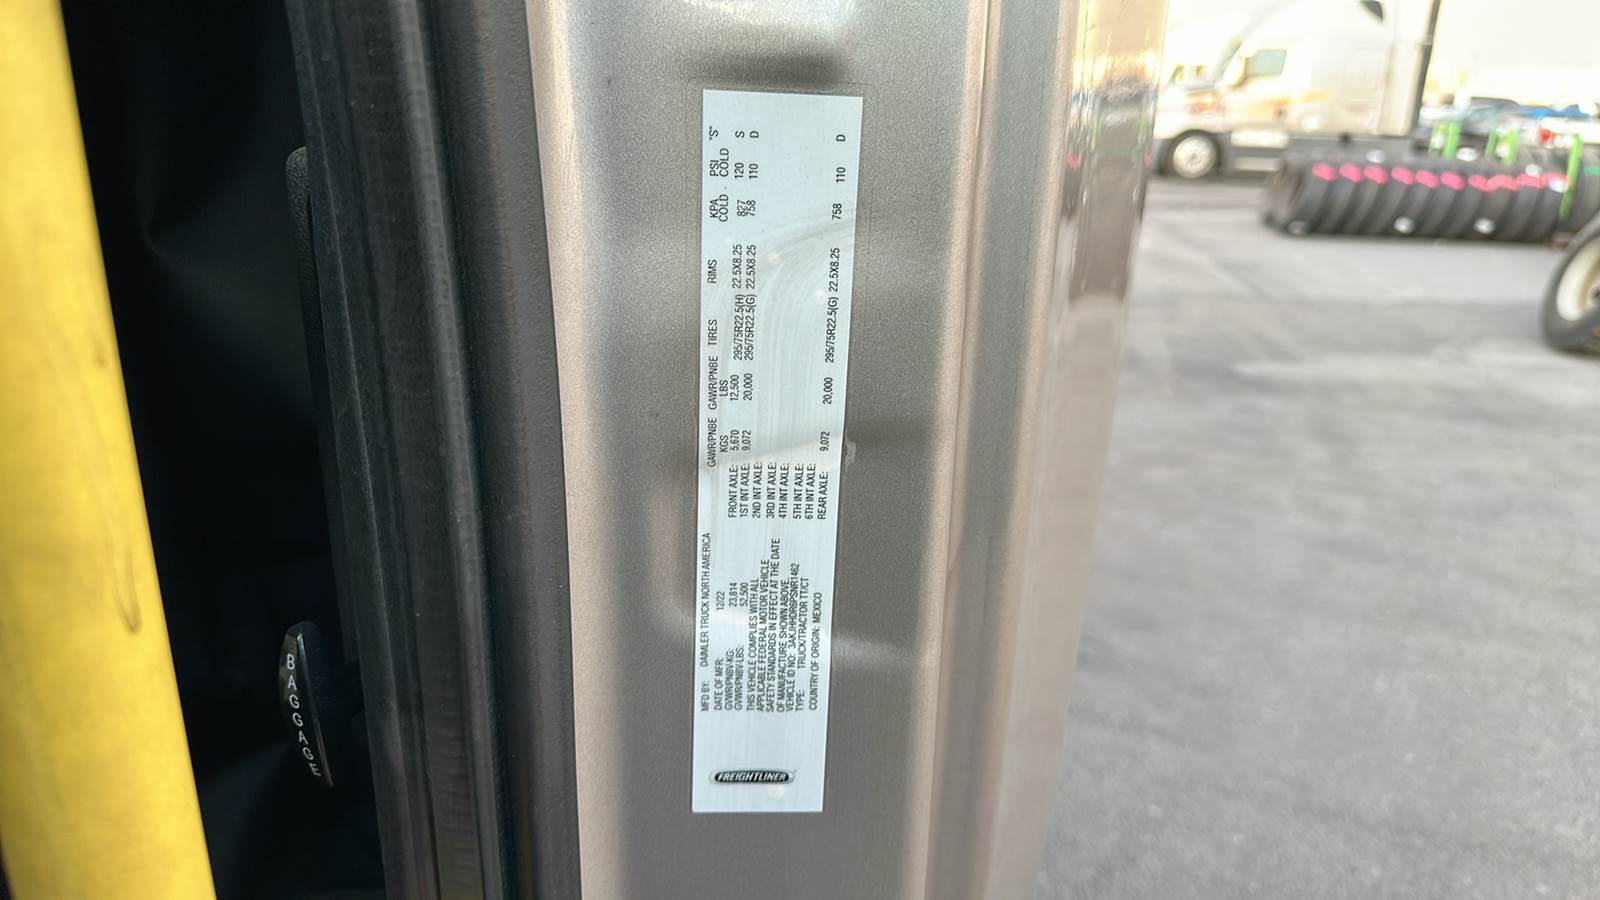 MFD BY: DAIMLER TRUCK NORTH AMERICA
DATE OF MFR: 12/22
GVWR/PNBV-KG: 23,814
GVWR/PNBV-LBS: 52,500
THIS VEHICLE COMPLIES WITH ALL
APPLICABLE FEDERAL MOTOR VEHICLE
SAFETY STANDARDS IN EFFECT AT THE DATE
OF MANUFACTURE SHOWN ABOVE.
VEHICLE ID NO: 3AKJHHDR6PSNR1462
TYPE: TRUCK/TRACTOR TT/CT
COUNTRY OF ORIGIN: MEXICO
GAWR/PNBE GAWR/PNBE TIRES RIMS KPA PSI "S"
KGS LBS COLD - COLD
FRONT AXLE: 5,670 12,500 295/75R22.5(H) 22.5X8.25 827 120 S
1ST INT AXLE: 9,072 20,000 295/75R22.5(G) 22.5X8.25 758 110 D
2ND INT AXLE:
3RD INT AXLE:
4TH INT AXLE:
5TH INT AXLE:
6TH INT AXLE:
REAR AXLE: 9,072 20,000 295/75R22.5(G) 22.5X8.25 758 110 D
FREIGHTLINER
BAGGAGE